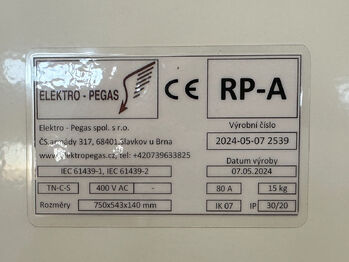 ELEKTRO - PEGAS
CE
RP-A
Elektro - Pegas spol. s r.o.
ČS.armády 317, 68401 Slavkov u Brna
www.elektropegas.cz, tel: +420739633825
Výrobní číslo
2024-05-07 2539
Datum výroby
07.05.2024
IEC 61439-1, IEC 61439-2
TN-C-S 400 V AC - 80 A 15 kg
Rozměry 750x543x140 mm IK 07 IP 30/20